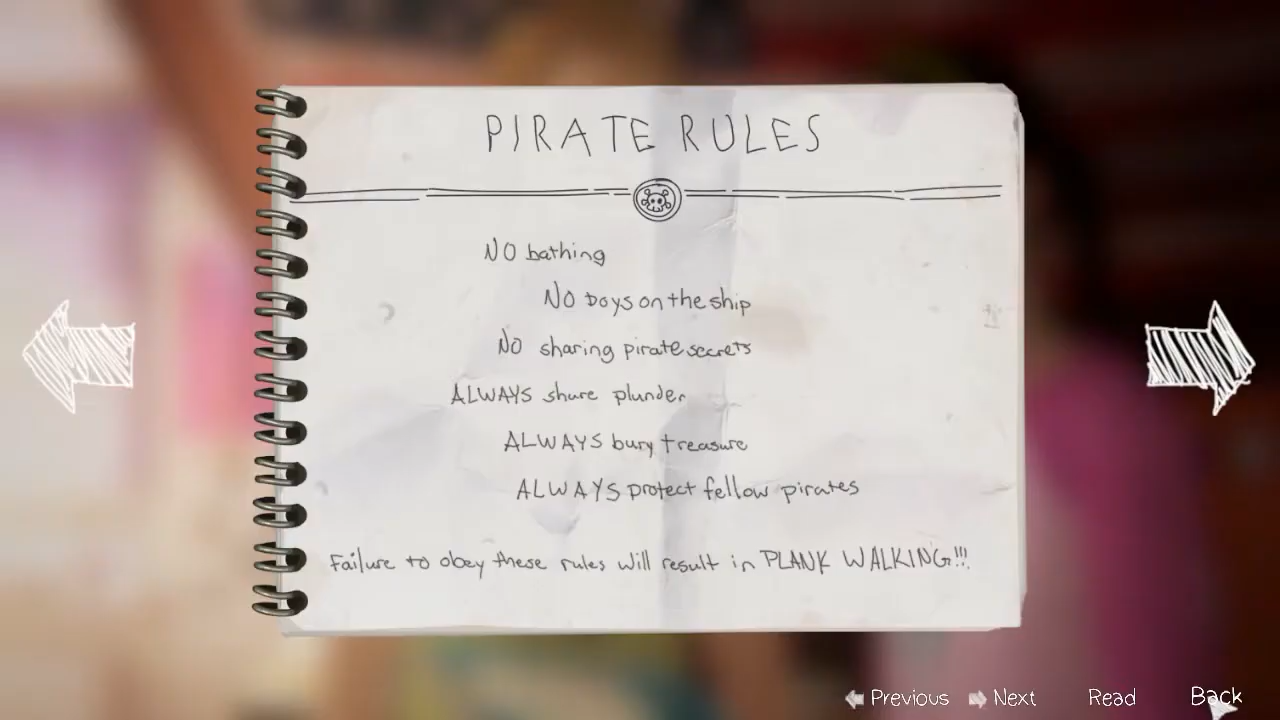 PIRATE RULES
NO bathing
NO boys on the ship
NO sharing pirate secrets
ALWAYS share plunder
ALWAYS bury treasure
ALWAYS protect fellow pirates
Failure to obey these rules will result in PLANK WALKING!!!
Previous Next Read Back